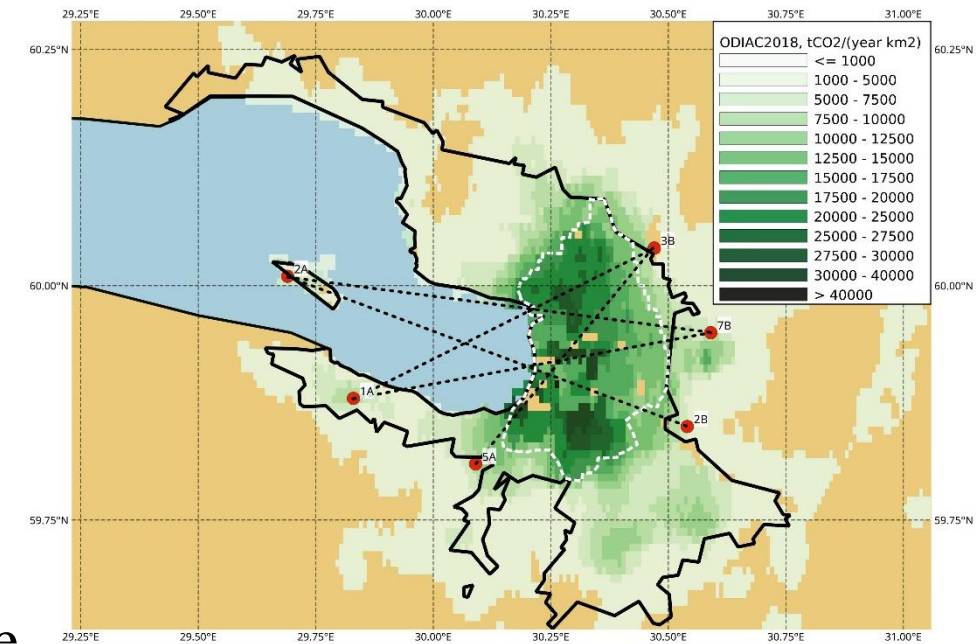 29.25°E 29.50°E 29.75°E 30.00°E 30.25°E 30.50°E 30.75°E 31.00°E
60.25°N 60.25°N
ODIAC2018, tCO2/(year km2)
<= 1000
1000 - 5000
5000 - 7500
7500 - 10000
10000 - 12500
12500 - 15000
15000 - 17500
17500 - 20000
20000 - 25000
25000 - 27500
27500 - 30000
30000 - 40000
> 40000
3B
2A
60.00°N 60.00°N
7B
1A
2B
5A
59.75°N 59.75°N
29.25°E 29.50°E 29.75°E 30.00°E 30.25°E 30.50°E 30.75°E 31.00°E